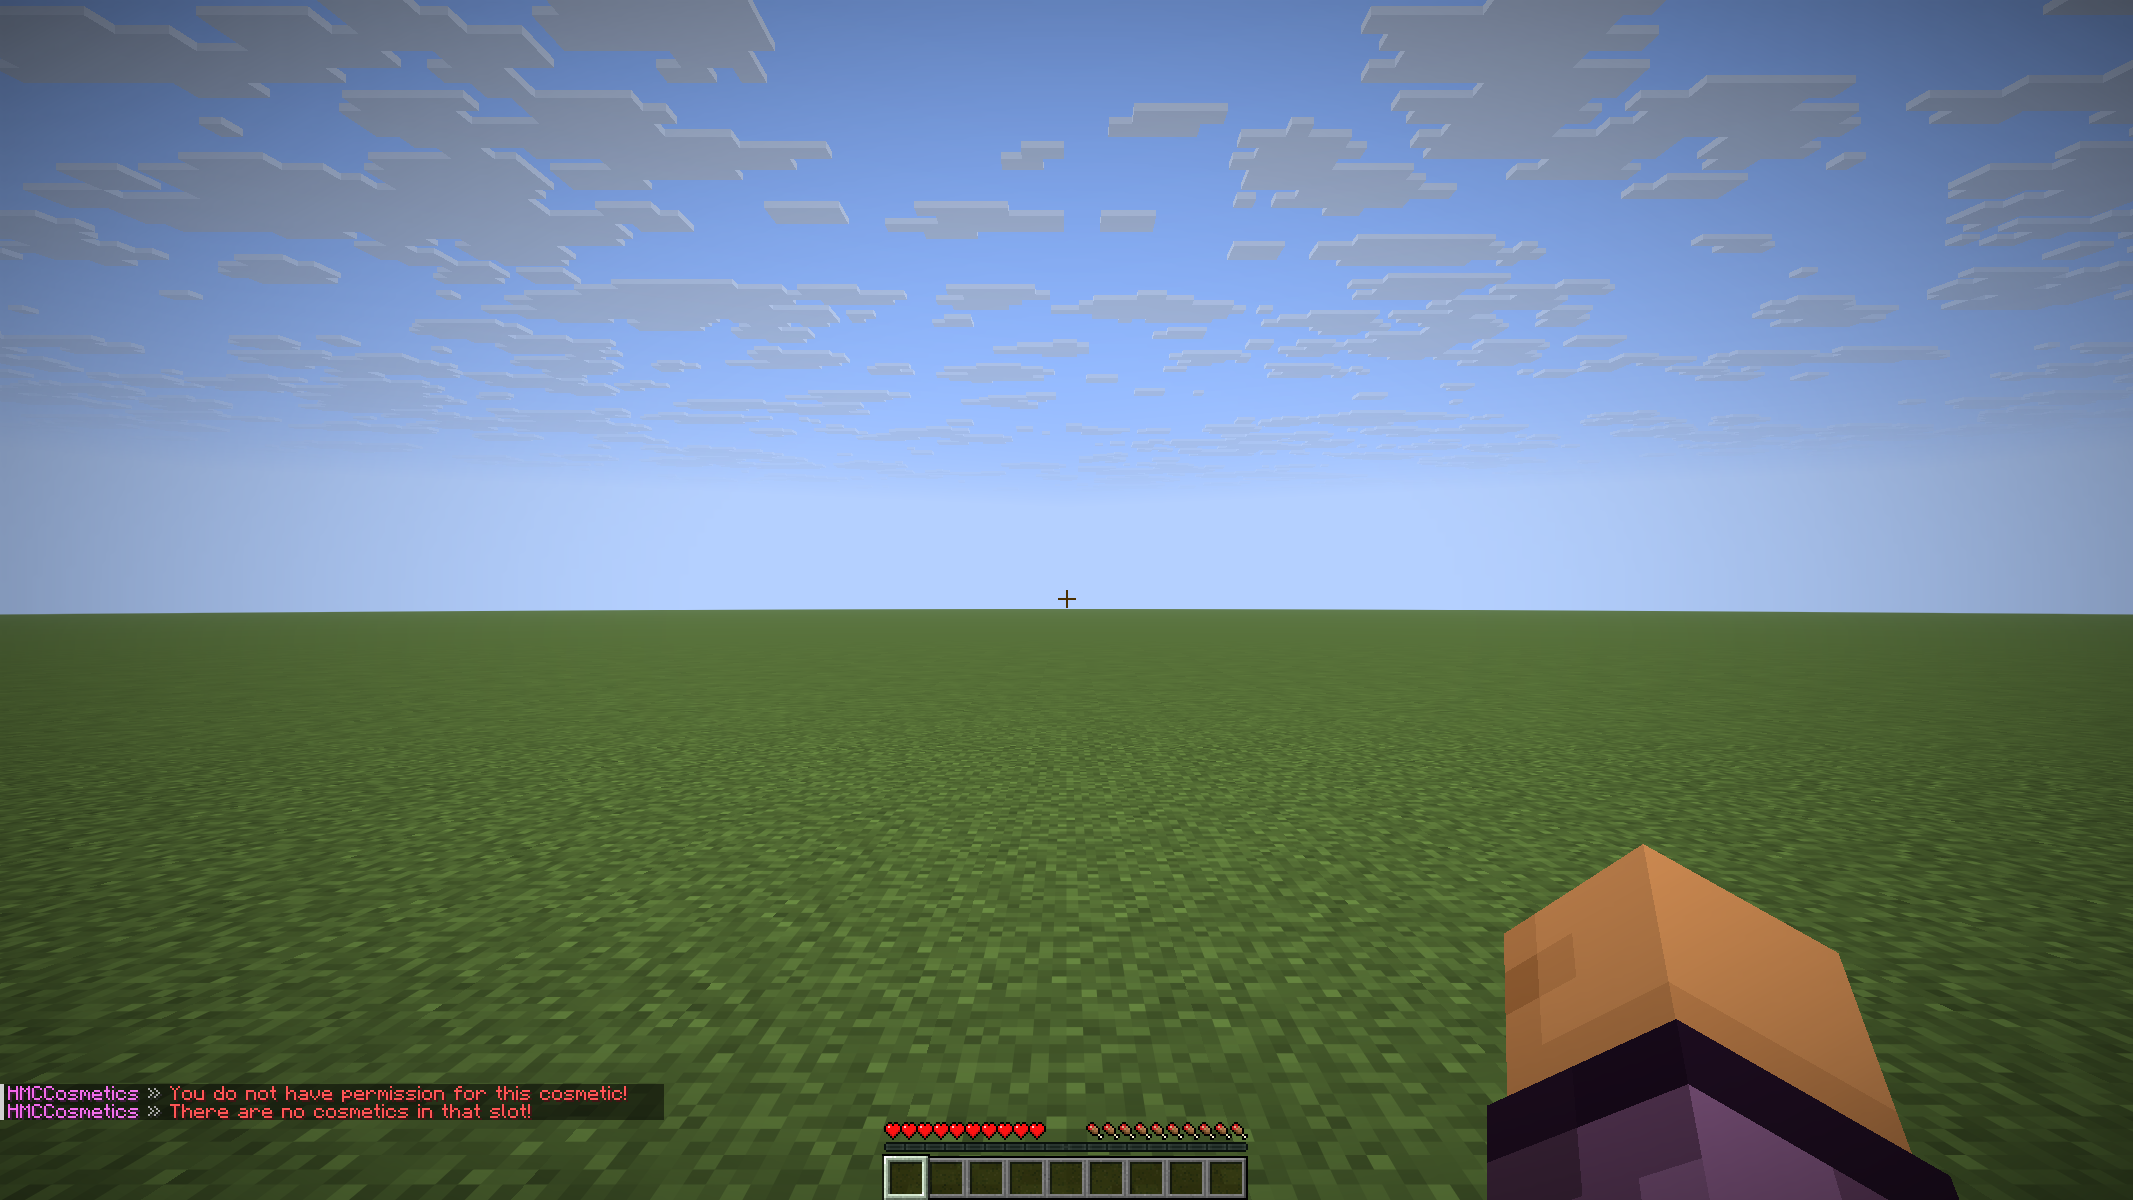 HMCCosmetics » You do not have permission for this cosmetic!
HMCCosmetics » There are no cosmetics in that slot!